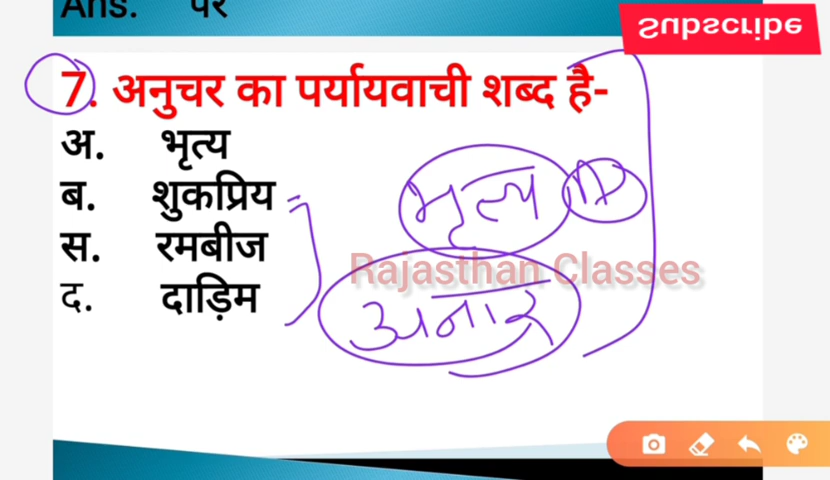 Ans. पर
Subscribe
7. अनुचर का पर्यायवाची शब्द है-
अ. भृत्य
ब. शुकप्रिय
स. रमबीज
द. दाड़िम
भृत्य
Rajasthan Classes
अनार